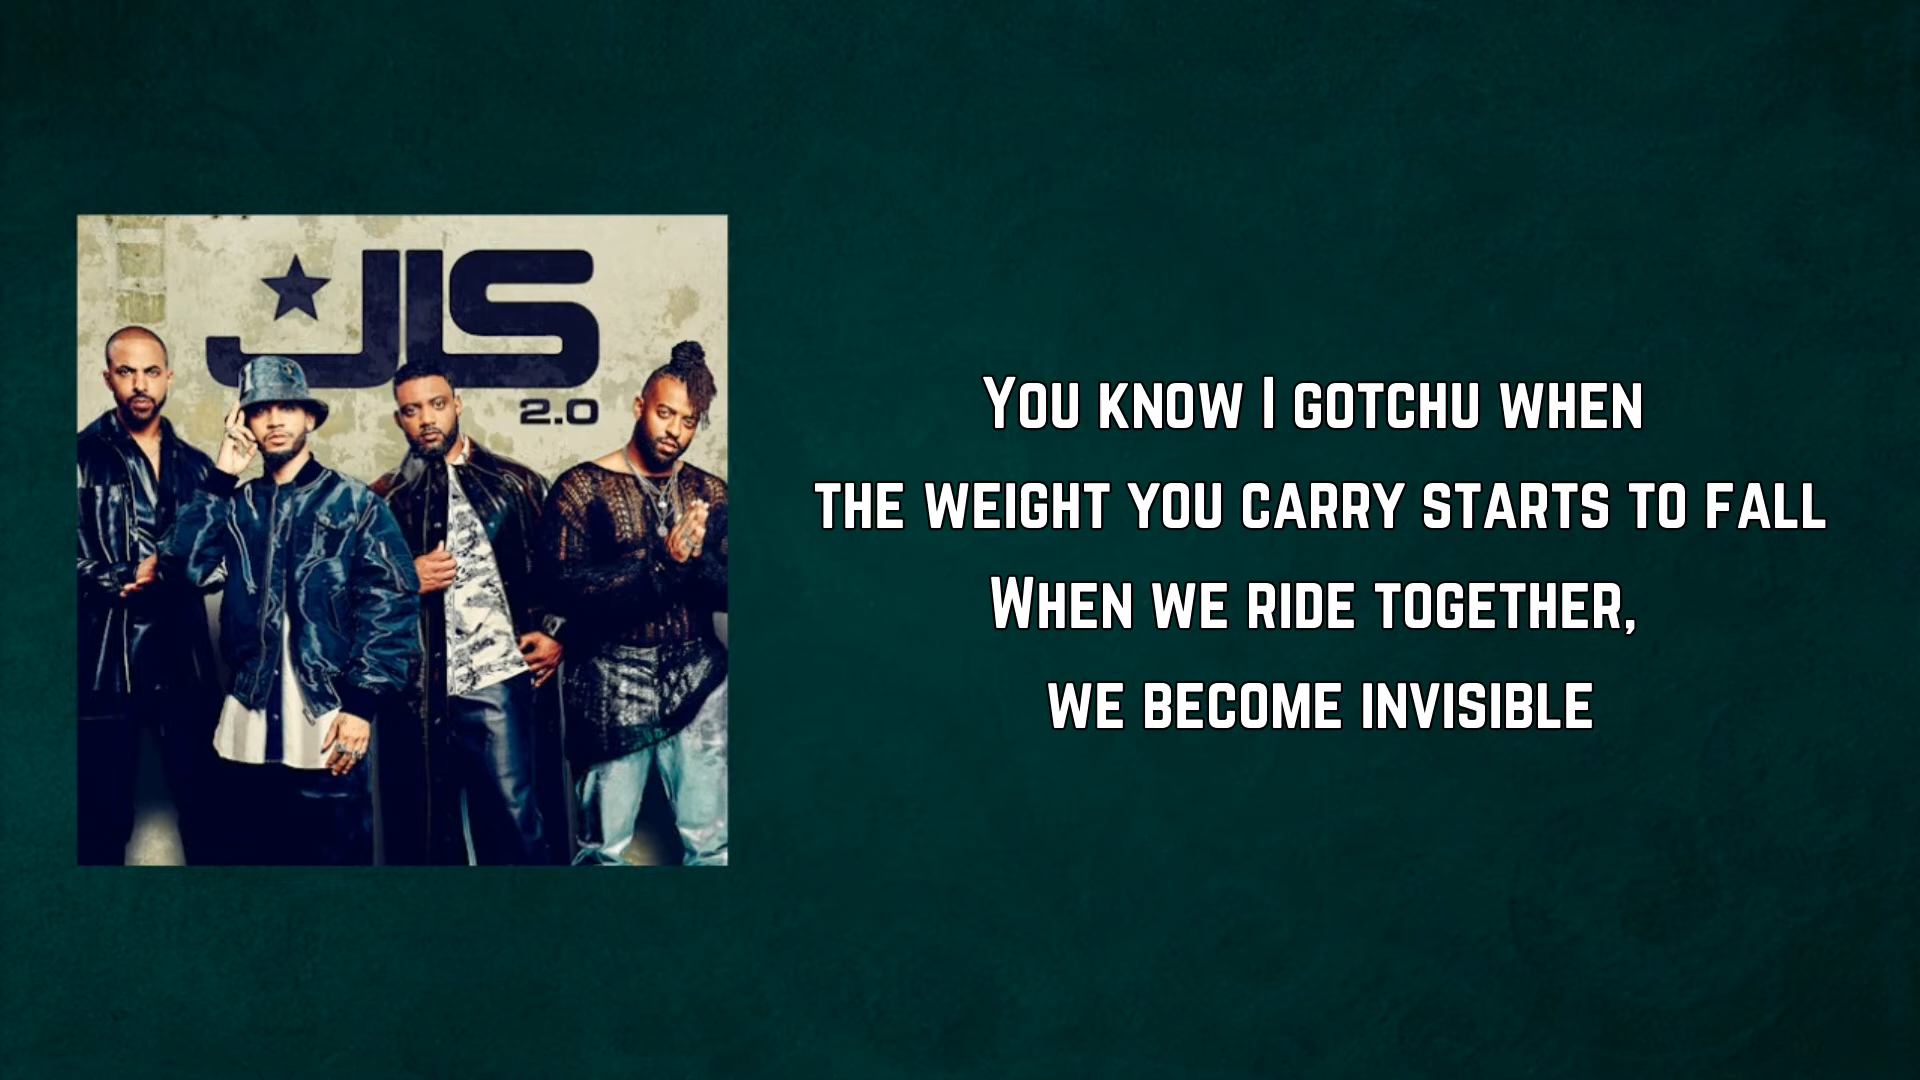 JLS
2.0
You know I gotchu when
the weight you carry starts to fall
When we ride together,
we become invisible